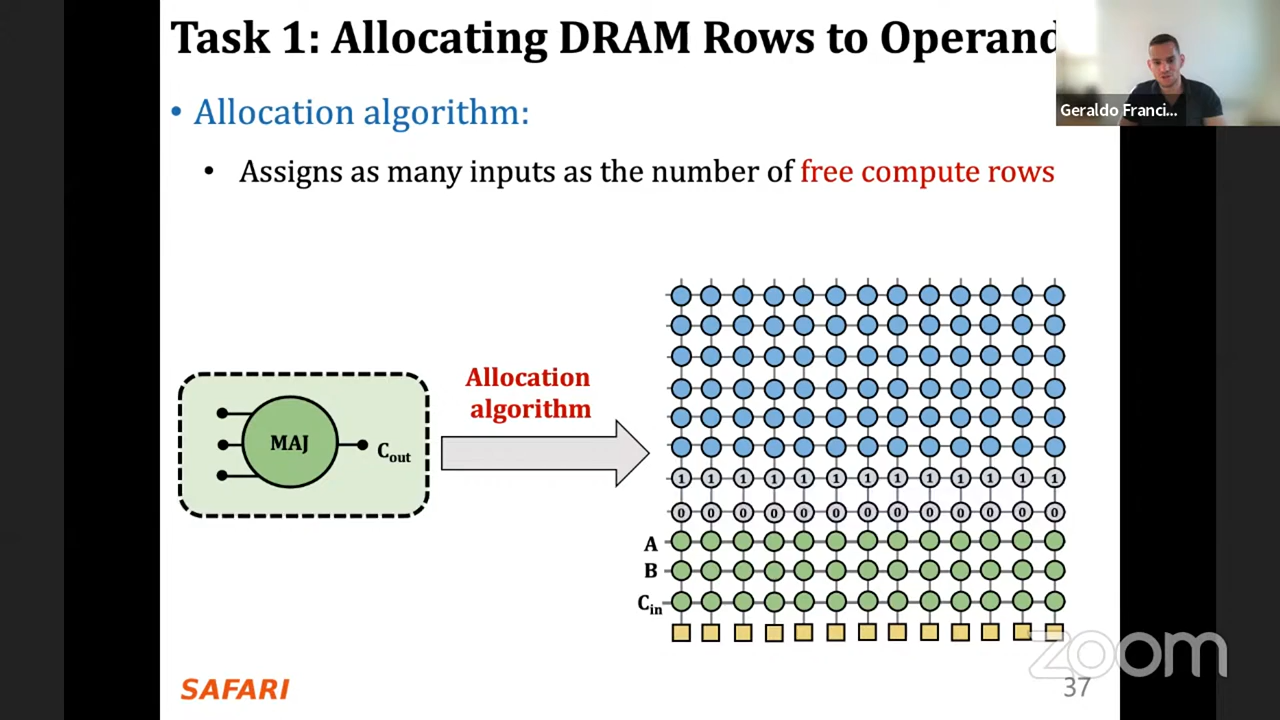 Task 1: Allocating DRAM Rows to Operand
Geraldo Franci...
• Allocation algorithm:
• Assigns as many inputs as the number of free compute rows
Allocation
algorithm
MAJ
Cout
1 1 1 1 1 1 1 1 1 1 1 1 1
0 0 0 0 0 0 0 0 0 0 0 0 0
A
B
Cin
zoom
SAFARI
37